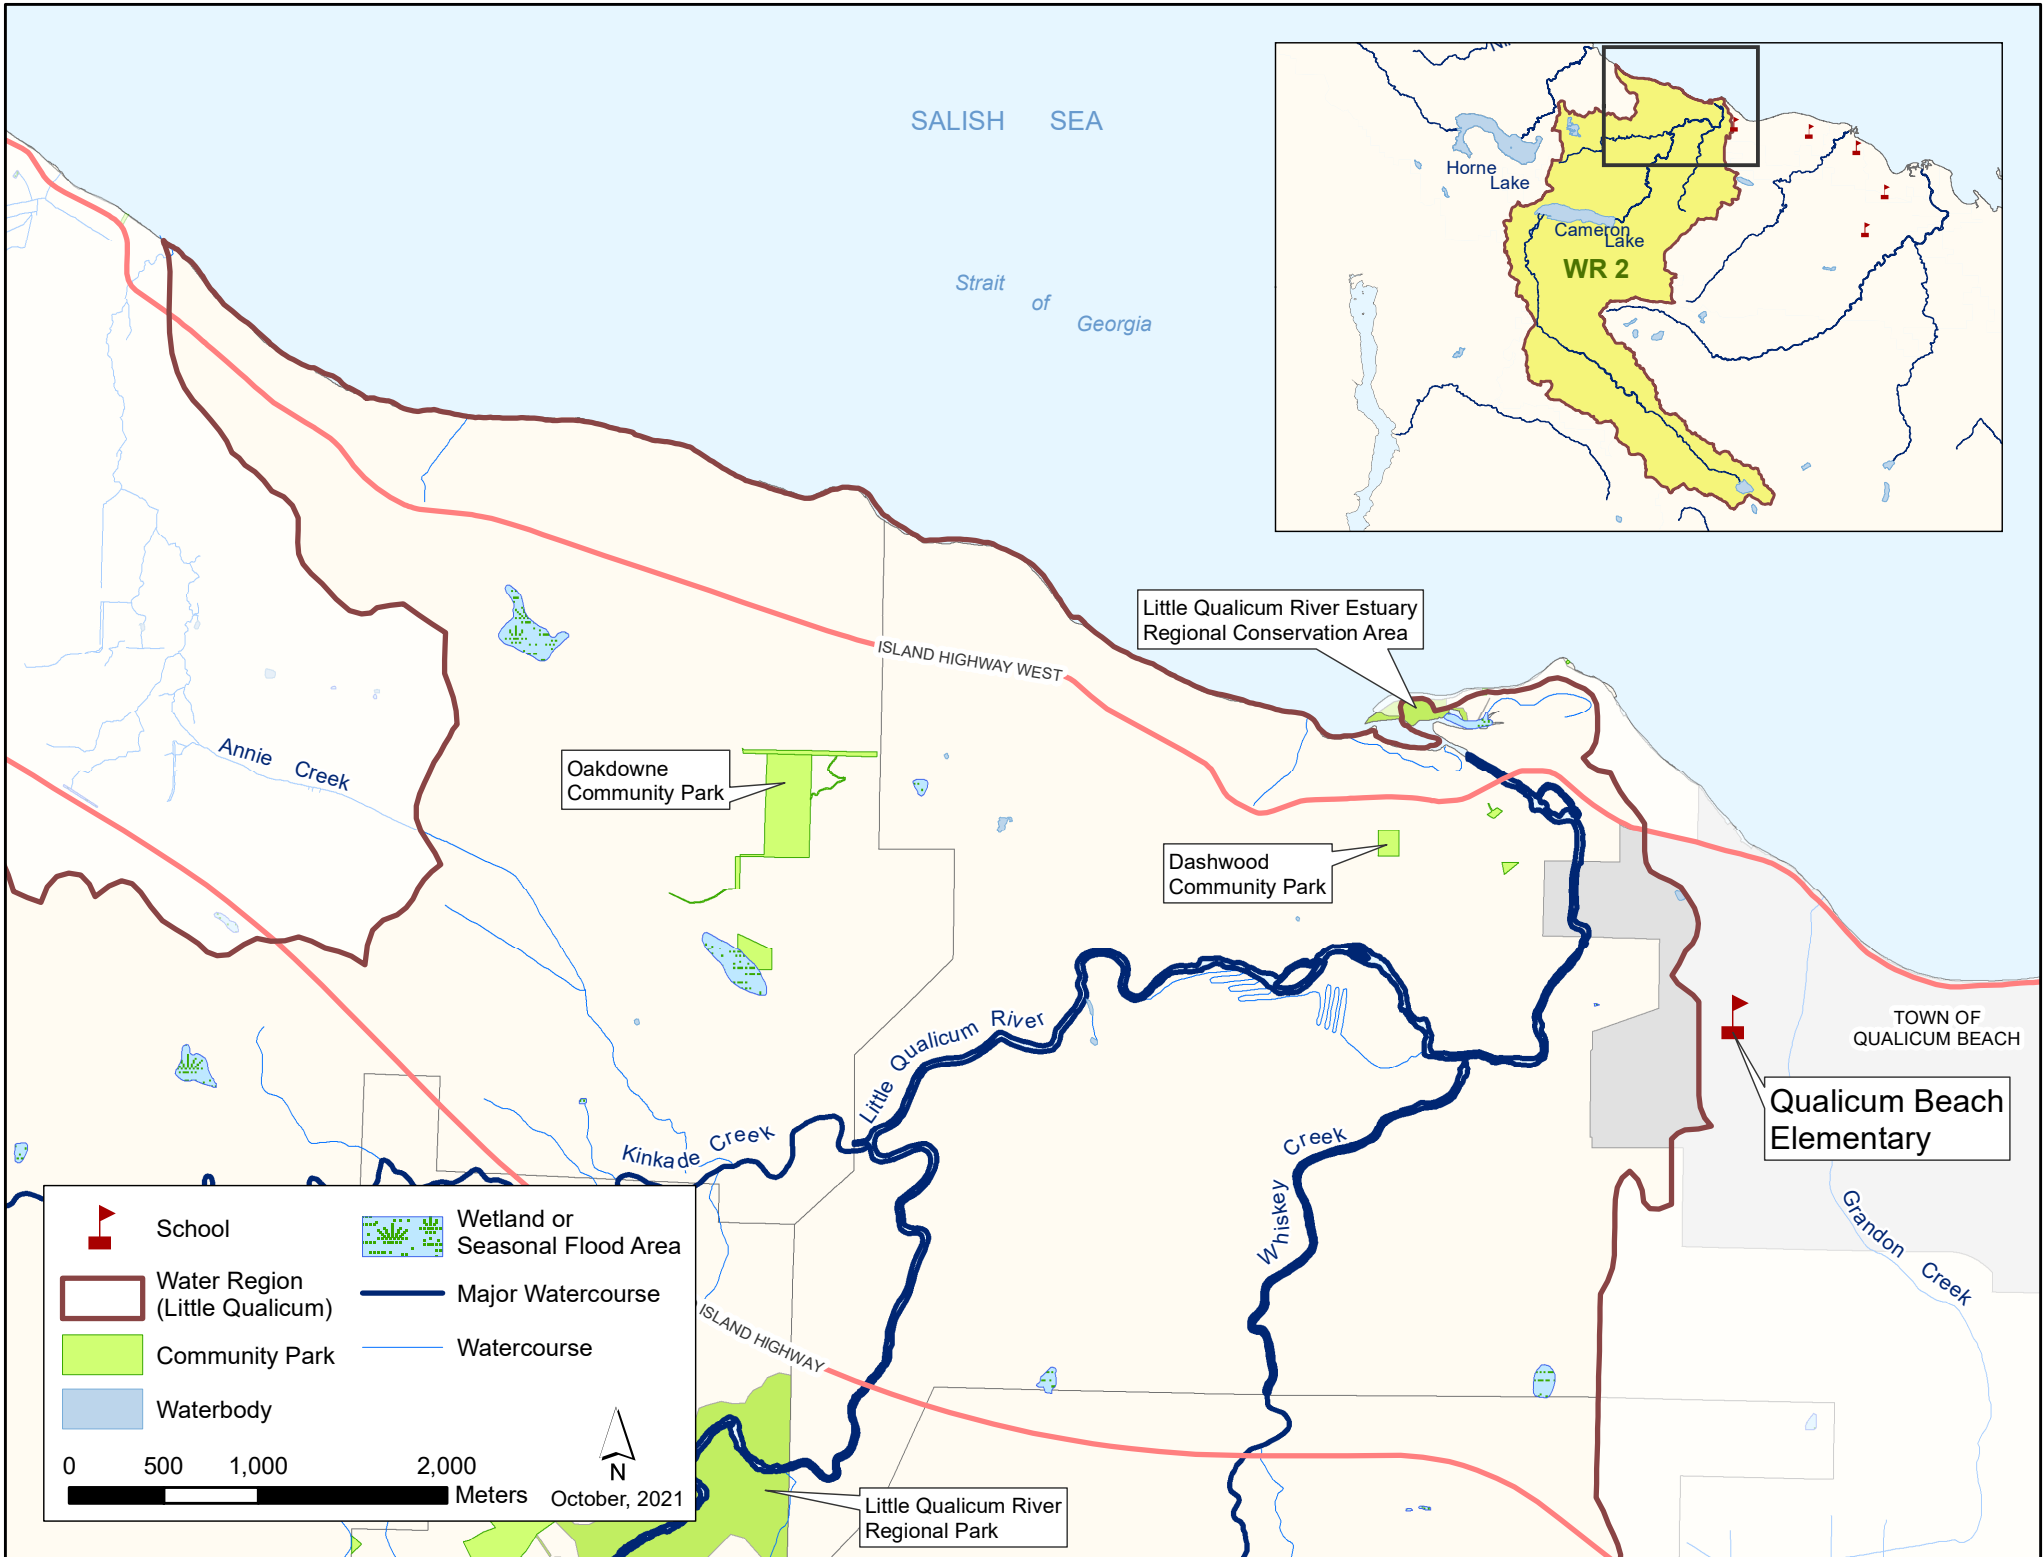 SALISH SEA
Strait
of
Georgia
Horne
Lake
Cameron
Lake
WR 2
Little Qualicum River Estuary
Regional Conservation Area
ISLAND HIGHWAY WEST
Annie Creek
Oakdowne
Community Park
Dashwood
Community Park
Little Qualicum River
TOWN OF
QUALICUM BEACH
Qualicum Beach
Elementary
Kinkade Creek
Whiskey Creek
Grandon Creek
School
Water Region
(Little Qualicum)
Community Park
Waterbody
Wetland or
Seasonal Flood Area
Major Watercourse
Watercourse
0 500 1,000 2,000
Meters
N
October, 2021
ISLAND HIGHWAY
Little Qualicum River
Regional Park